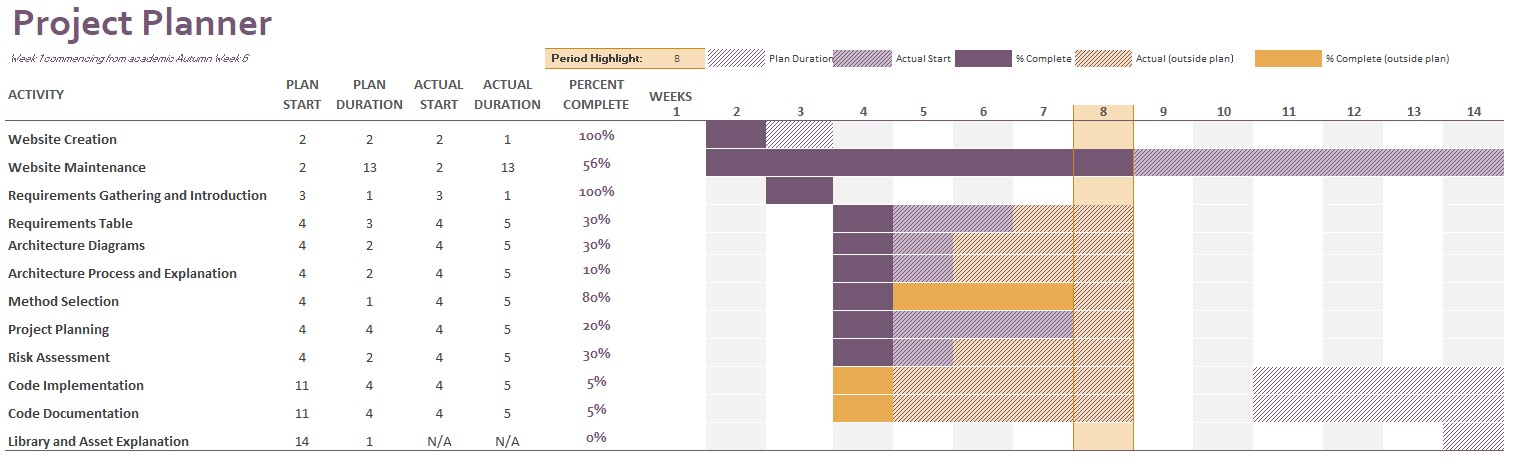 Project Planner
Week 1 commencing from academic Autumn Week 6
Period Highlight: 8 Plan Duration Actual Start % Complete Actual (outside plan) % Complete (outside plan)
ACTIVITY PLAN START PLAN DURATION ACTUAL START ACTUAL DURATION PERCENT COMPLETE WEEKS
1 2 3 4 5 6 7 8 9 10 11 12 13 14
Website Creation 2 2 2 1 100%
Website Maintenance 2 13 2 13 56%
Requirements Gathering and Introduction 3 1 3 1 100%
Requirements Table 4 3 4 5 30%
Architecture Diagrams 4 2 4 5 30%
Architecture Process and Explanation 4 2 4 5 10%
Method Selection 4 1 4 5 80%
Project Planning 4 4 4 5 20%
Risk Assessment 4 2 4 5 30%
Code Implementation 11 4 4 5 5%
Code Documentation 11 4 4 5 5%
Library and Asset Explanation 14 1 N/A N/A 0%